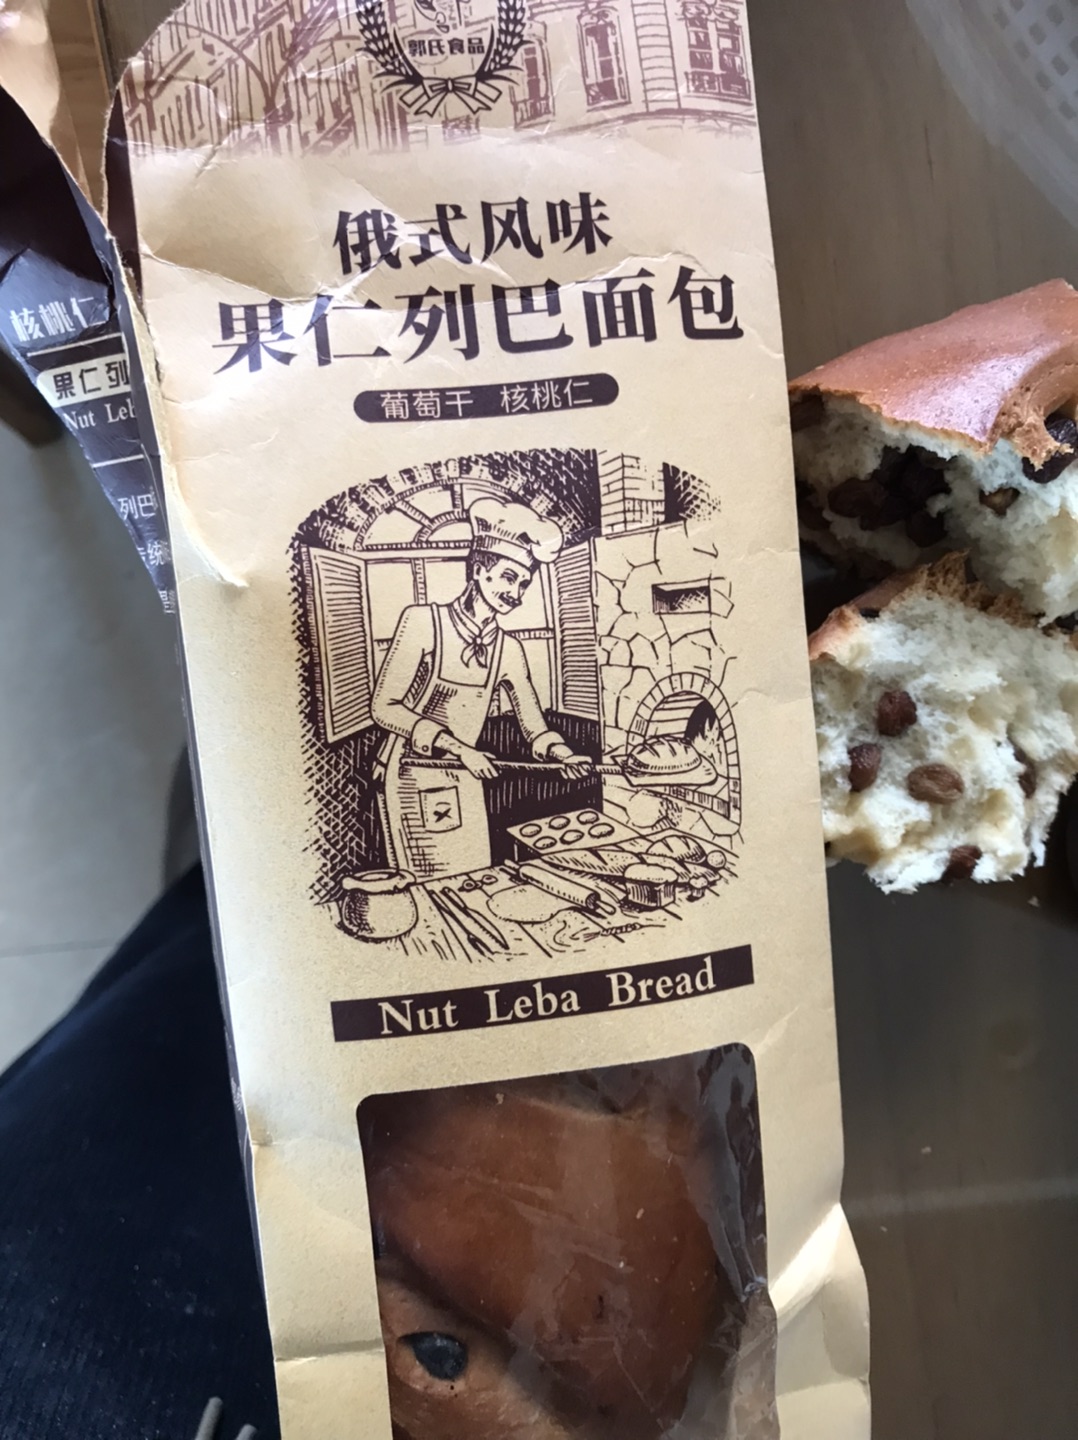 郭氏食品
俄式风味
果仁列巴面包
葡萄干 核桃仁
Nut Leba Bread
核桃仁
果仁列
Nut Leb
列巴